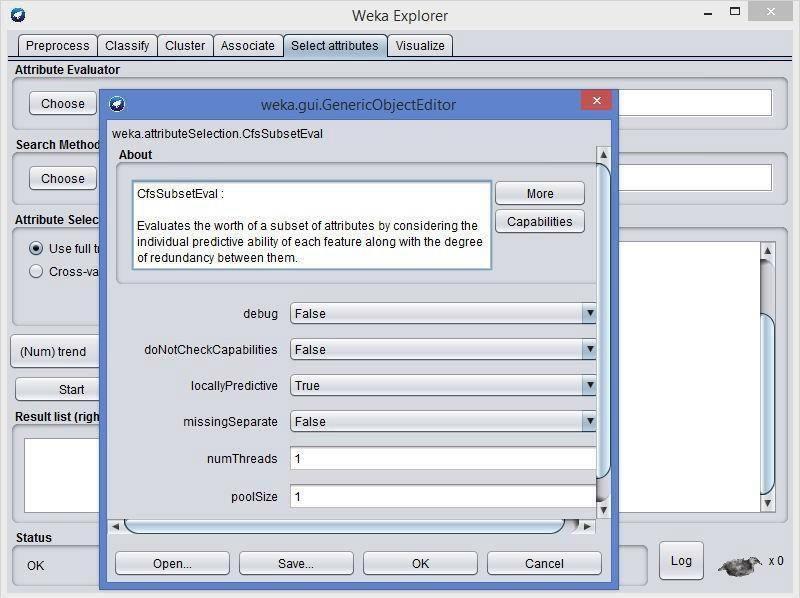 Weka Explorer
Preprocess Classify Cluster Associate Select attributes Visualize
Attribute Evaluator
Choose
Search Method
Choose
Attribute Selec
Use full tr
Cross-va
(Num) trend
Start
Result list (righ
Status
OK
Log
x 0
weka.gui.GenericObjectEditor
weka.attributeSelection.CfsSubsetEval
About
CfsSubsetEval :
Evaluates the worth of a subset of attributes by considering the
individual predictive ability of each feature along with the degree
of redundancy between them.
More
Capabilities
debug False
doNotCheckCapabilities False
locallyPredictive True
missingSeparate False
numThreads 1
poolSize 1
Open... Save... OK Cancel